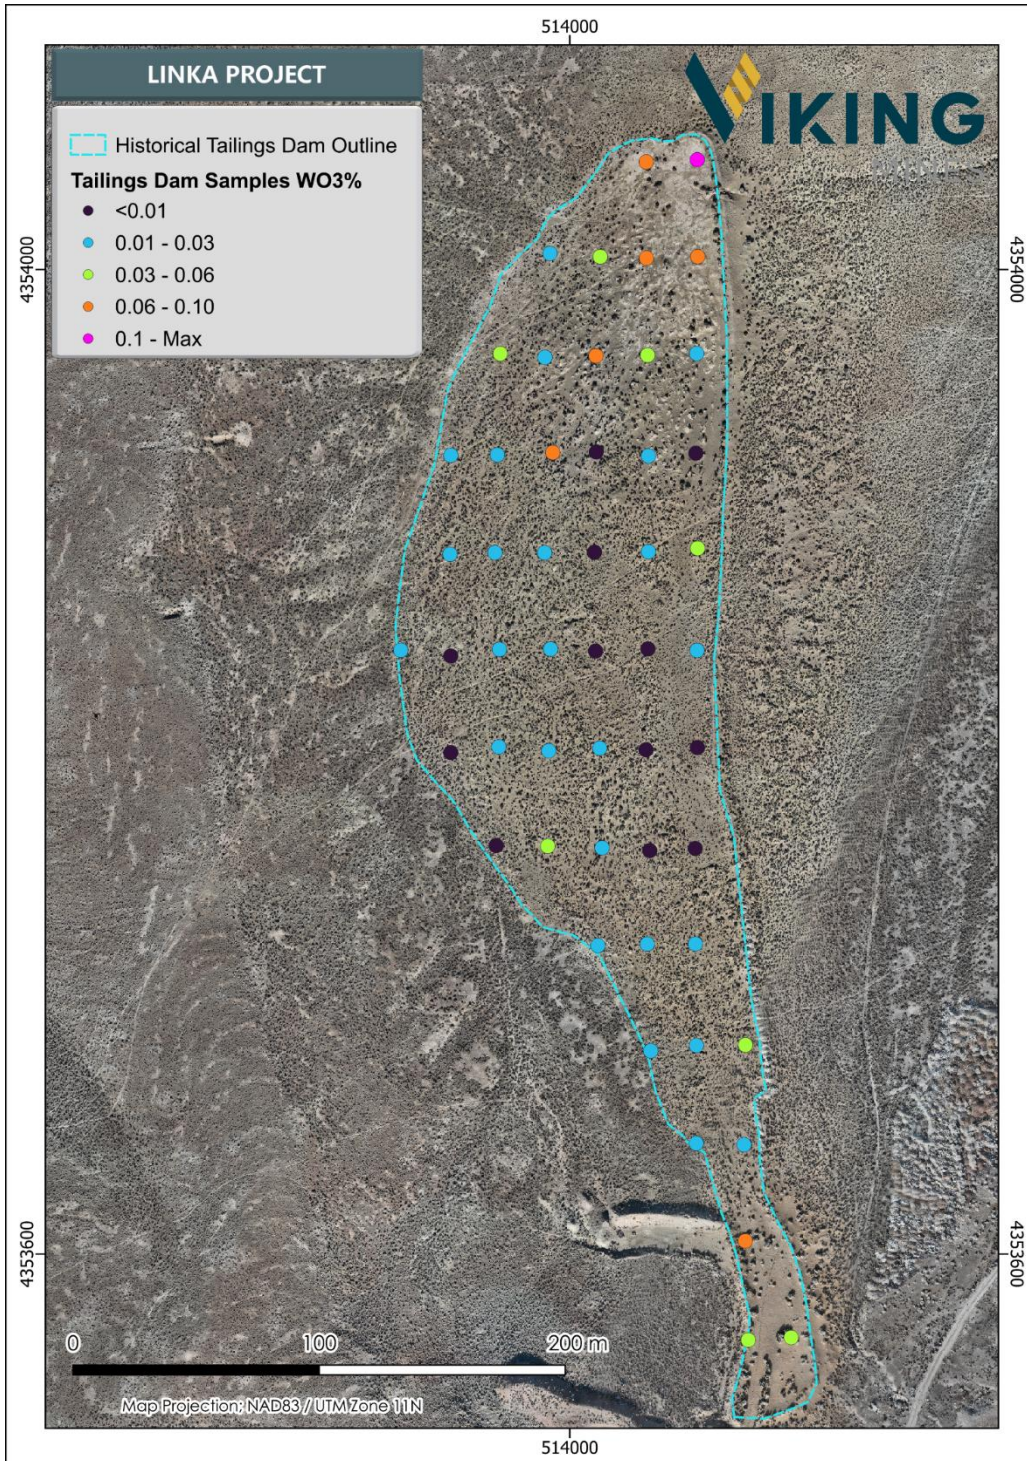 514000
LINKA PROJECT
VIKING
Historical Tailings Dam Outline
Tailings Dam Samples WO3%
<0.01
0.01 - 0.03
0.03 - 0.06
0.06 - 0.10
0.1 - Max
4354000
4354000
4353600
4353600
0 100 200 m
Map Projection: NAD83 / UTM Zone 11N
514000